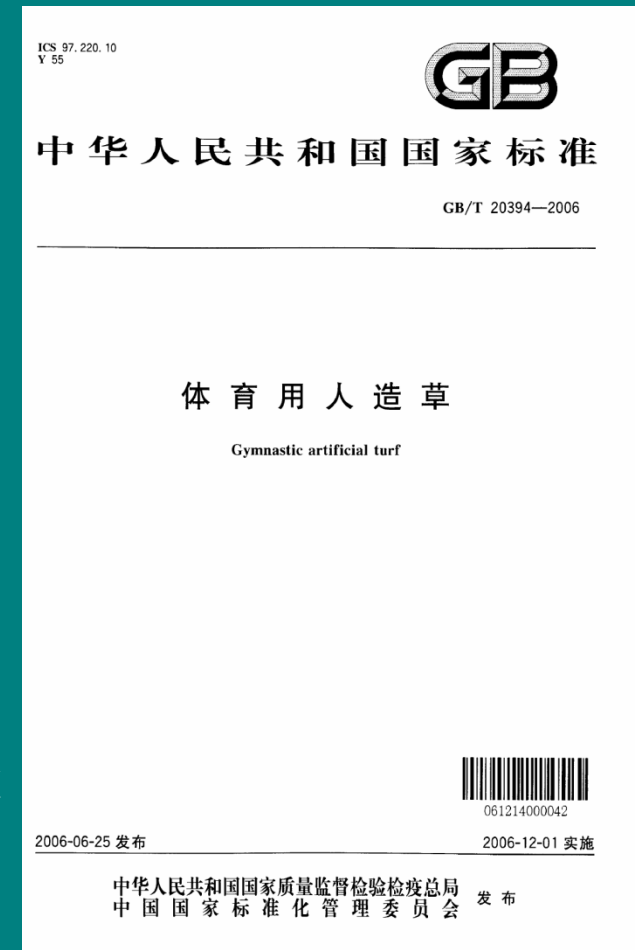 ICS 97.220.10
Y 55
GB
中华人民共和国国家标准
GB/T 20394—2006
体育用人造草
Gymnastic artificial turf
061214000042
2006-06-25 发布
2006-12-01 实施
中华人民共和国国家质量监督检验检疫总局
中国国家标准化管理委员会
发布